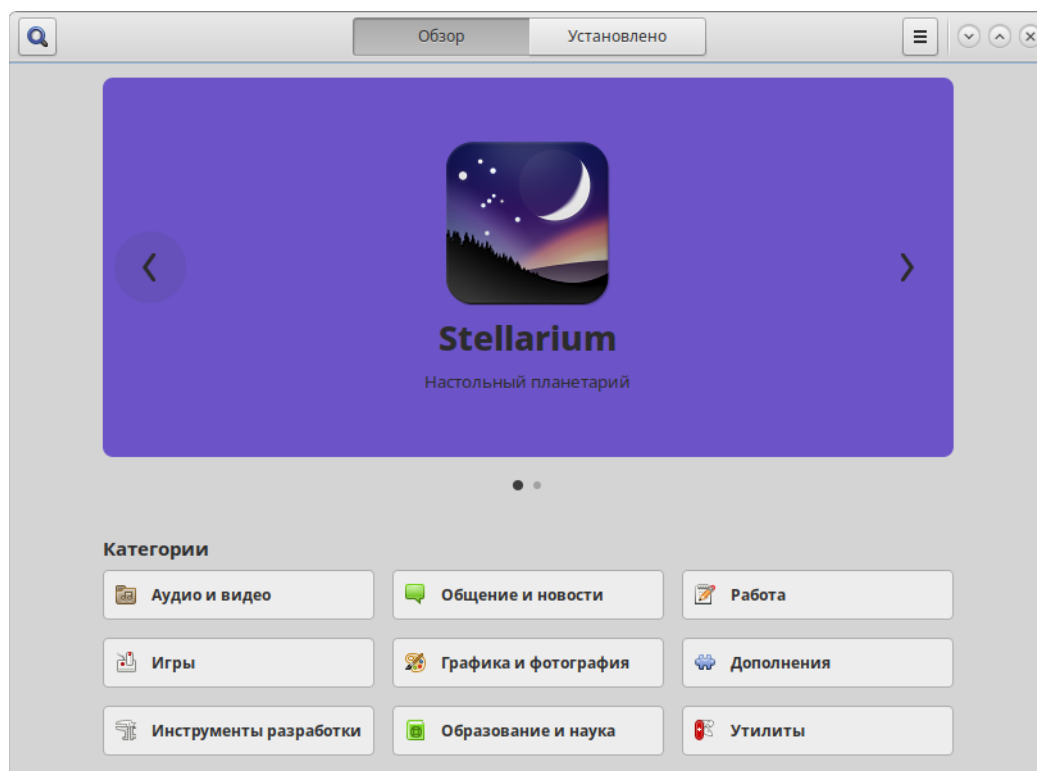 Обзор Установлено
Stellarium
Настольный планетарий
Категории
Аудио и видео Общение и новости Работа
Игры Графика и фотография Дополнения
Инструменты разработки Образование и наука Утилиты